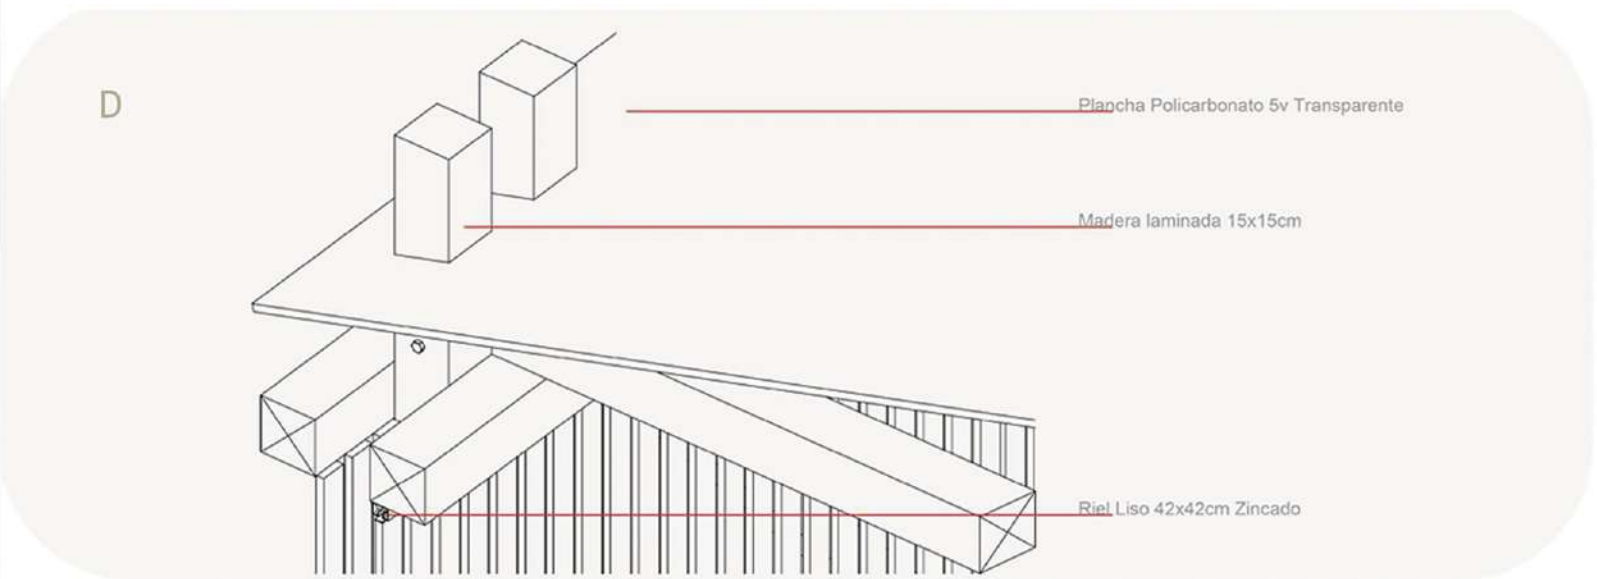 D
Plancha Policarbonato 5v Transparente
Madera laminada 15x15cm
Riel Liso 42x42cm Zincado